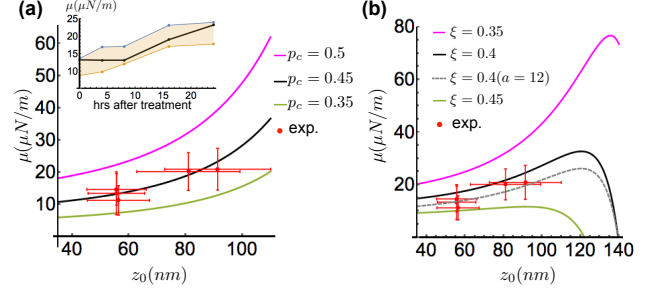 (a)
μ(μN/m)
25
20
15
10
5
0 5 10 15 20
hrs after treatment
60
50
40
30
20
10
μ(μN/m)
p_c = 0.5
p_c = 0.45
p_c = 0.35
exp.
40 60 80 100
z_0(nm)
(b)
80
60
40
20
μ(μN/m)
ξ = 0.35
ξ = 0.4
ξ = 0.4(a = 12)
ξ = 0.45
exp.
40 60 80 100 120 140
z_0(nm)